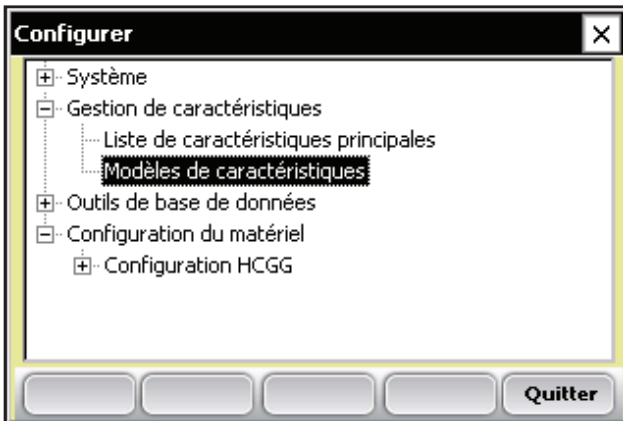 Configurer
Système
Gestion de caractéristiques
Liste de caractéristiques principales
Modèles de caractéristiques
Outils de base de données
Configuration du matériel
Configuration HCGG
Quitter